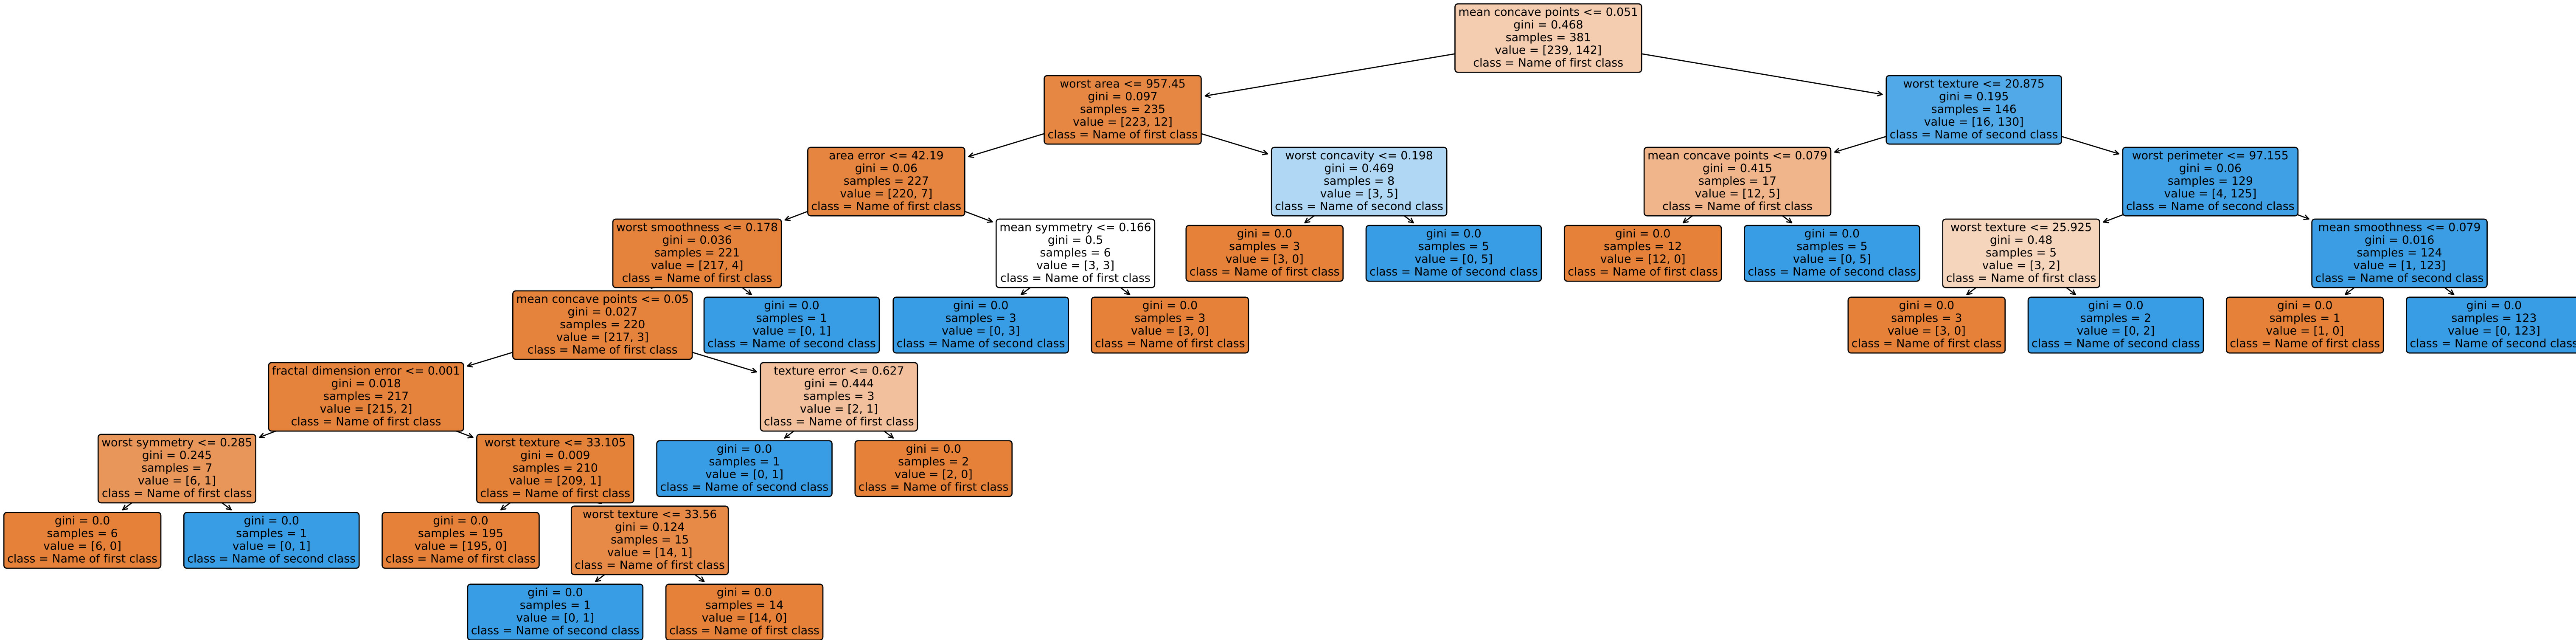 mean concave points <= 0.051
gini = 0.468
samples = 381
value = [239, 142]
class = Name of first class
worst area <= 957.45
gini = 0.097
samples = 235
value = [223, 12]
class = Name of first class
worst texture <= 20.875
gini = 0.195
samples = 146
value = [16, 130]
class = Name of second class
area error <= 42.19
gini = 0.06
samples = 227
value = [220, 7]
class = Name of first class
worst concavity <= 0.198
gini = 0.469
samples = 8
value = [3, 5]
class = Name of second class
mean concave points <= 0.079
gini = 0.415
samples = 17
value = [12, 5]
class = Name of first class
worst perimeter <= 97.155
gini = 0.06
samples = 129
value = [4, 125]
class = Name of second class
worst smoothness <= 0.178
gini = 0.036
samples = 221
value = [217, 4]
class = Name of first class
mean symmetry <= 0.166
gini = 0.5
samples = 6
value = [3, 3]
class = Name of first class
gini = 0.0
samples = 3
value = [3, 0]
class = Name of first class
gini = 0.0
samples = 5
value = [0, 5]
class = Name of second class
gini = 0.0
samples = 12
value = [12, 0]
class = Name of first class
gini = 0.0
samples = 5
value = [0, 5]
class = Name of second class
worst texture <= 25.925
gini = 0.48
samples = 5
value = [3, 2]
class = Name of first class
mean smoothness <= 0.079
gini = 0.016
samples = 124
value = [1, 123]
class = Name of second class
mean concave points <= 0.05
gini = 0.027
samples = 220
value = [217, 3]
class = Name of first class
gini = 0.0
samples = 1
value = [0, 1]
class = Name of second class
gini = 0.0
samples = 3
value = [0, 3]
class = Name of second class
gini = 0.0
samples = 3
value = [3, 0]
class = Name of first class
gini = 0.0
samples = 3
value = [3, 0]
class = Name of first class
gini = 0.0
samples = 2
value = [0, 2]
class = Name of second class
gini = 0.0
samples = 1
value = [1, 0]
class = Name of first class
gini = 0.0
samples = 123
value = [0, 123]
class = Name of second class
fractal dimension error <= 0.001
gini = 0.018
samples = 217
value = [215, 2]
class = Name of first class
texture error <= 0.627
gini = 0.444
samples = 3
value = [2, 1]
class = Name of first class
worst symmetry <= 0.285
gini = 0.245
samples = 7
value = [6, 1]
class = Name of first class
worst texture <= 33.105
gini = 0.009
samples = 210
value = [209, 1]
class = Name of first class
gini = 0.0
samples = 1
value = [0, 1]
class = Name of second class
gini = 0.0
samples = 2
value = [2, 0]
class = Name of first class
gini = 0.0
samples = 6
value = [6, 0]
class = Name of first class
gini = 0.0
samples = 1
value = [0, 1]
class = Name of second class
gini = 0.0
samples = 195
value = [195, 0]
class = Name of first class
worst texture <= 33.56
gini = 0.124
samples = 15
value = [14, 1]
class = Name of first class
gini = 0.0
samples = 1
value = [0, 1]
class = Name of second class
gini = 0.0
samples = 14
value = [14, 0]
class = Name of first class